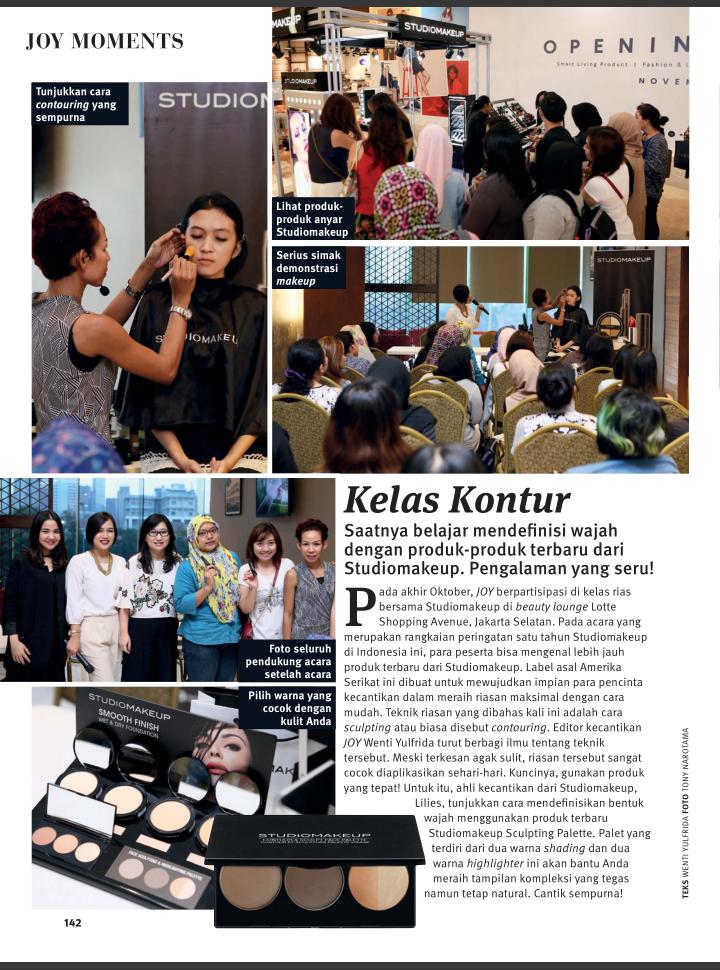 JOY MOMENTS
Tunjukkan cara
contouring yang
sempurna
STUDIOM
STUDIOMAKEUP
MAKEUP
STUDIOMAKEUP
STUDIOMAKEUP
OPENIN
Smart Living Product | Fashion & L
NOVEM
Lihat produk-
produk anyar
Studiomakeup
Serius simak
demonstrasi
makeup
STUDIOMAKEUP
Foto seluruh
pendukung acara
setelah acara
Pilih warna yang
cocok dengan
kulit Anda
STUDIOMAKEUP
SMOOTH FINISH
WET & DRY FOUNDATION
MAK
FACE SCULPTING & HIGHLIGHTING PALETTE
STUDIOMAKEUP
Kelas Kontur
Saatnya belajar mendefinisi wajah
dengan produk-produk terbaru dari
Studiomakeup. Pengalaman yang seru!
Pada akhir Oktober, JOY berpartisipasi di kelas rias
bersama Studiomakeup di beauty lounge Lotte
Shopping Avenue, Jakarta Selatan. Pada acara yang
merupakan rangkaian peringatan satu tahun Studiomakeup
di Indonesia ini, para peserta bisa mengenal lebih jauh
produk terbaru dari Studiomakeup. Label asal Amerika
Serikat ini dibuat untuk mewujudkan impian para pencinta
kecantikan dalam meraih riasan maksimal dengan cara
mudah. Teknik riasan yang dibahas kali ini adalah cara
sculpting atau biasa disebut contouring. Editor kecantikan
JOY Wenti Yulfrida turut berbagi ilmu tentang teknik
tersebut. Meski terkesan agak sulit, riasan tersebut sangat
cocok diaplikasikan sehari-hari. Kuncinya, gunakan produk
yang tepat! Untuk itu, ahli kecantikan dari Studiomakeup,
Lilies, tunjukkan cara mendefinisikan bentuk
wajah menggunakan produk terbaru
Studiomakeup Sculpting Palette. Palet yang
terdiri dari dua warna shading dan dua
warna highlighter ini akan bantu Anda
meraih tampilan kompleksi yang tegas
namun tetap natural. Cantik sempurna!
TEKS WENTI YULFRIDA FOTO TONY NAROTAMA
142